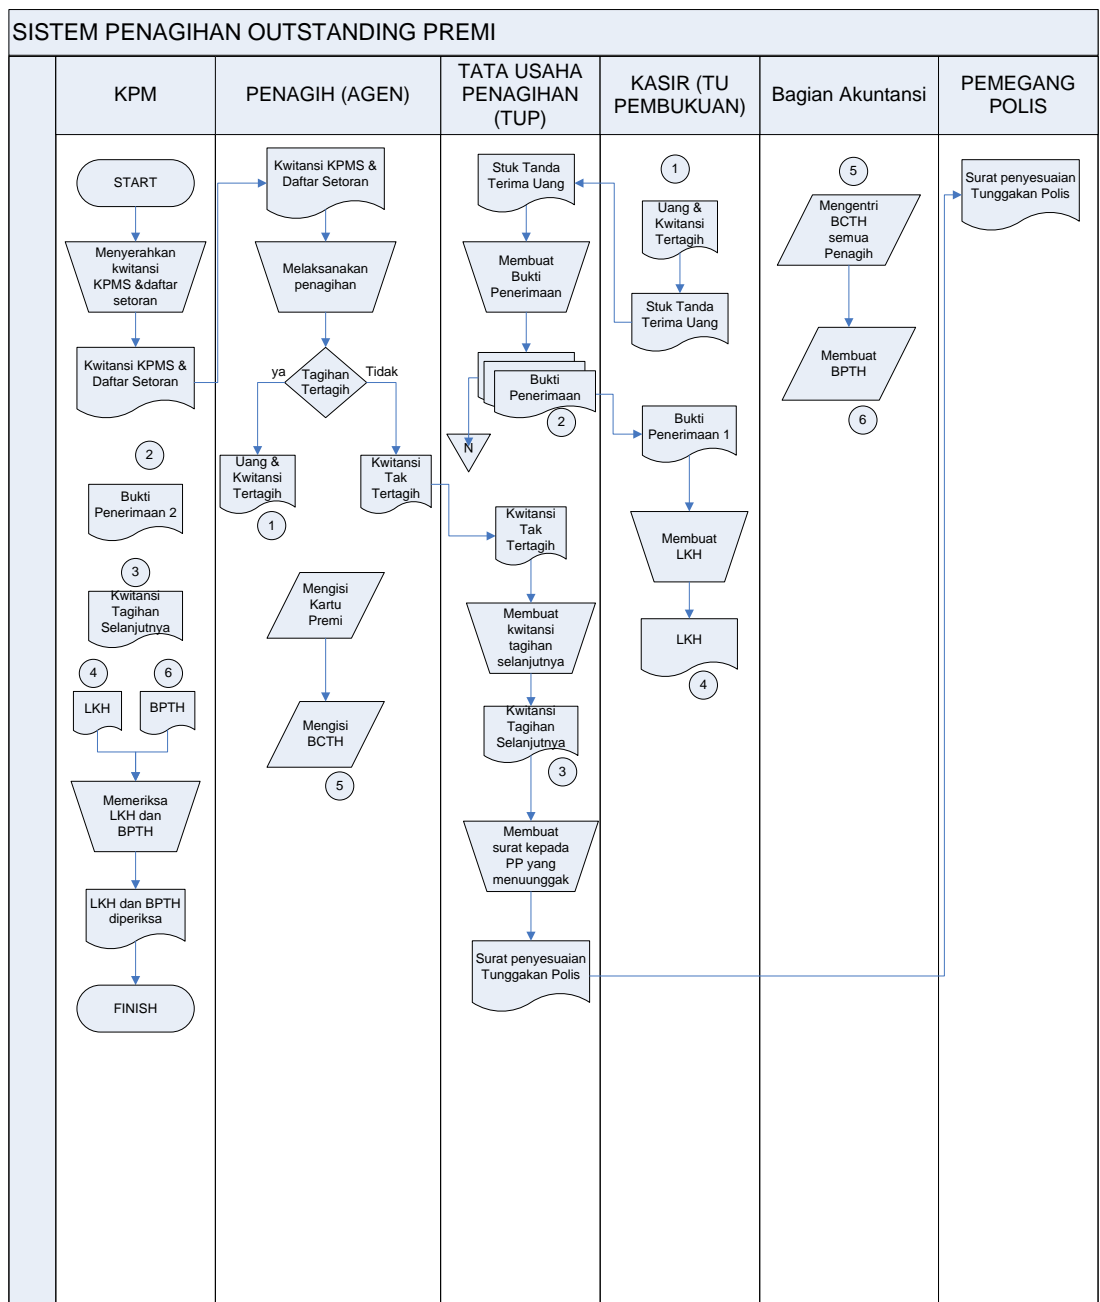 SISTEM PENAGIHAN OUTSTANDING PREMI
KPM
PENAGIH (AGEN)
TATA USAHA
PENAGIHAN
(TUP)
KASIR (TU
PEMBUKUAN)
Bagian Akuntansi
PEMEGANG
POLIS
START
Menyerahkan
kwitansi
KPMS &daftar
setoran
Kwitansi KPMS &
Daftar Setoran
2
Bukti
Penerimaan 2
3
Kwitansi
Tagihan
Selanjutnya
4
6
LKH
BPTH
Memeriksa
LKH dan
BPTH
LKH dan BPTH
diperiksa
FINISH
Kwitansi KPMS &
Daftar Setoran
Melaksanakan
penagihan
ya
Tagihan
Tertagih
Tidak
Uang &
Kwitansi
Tertagih
1
Kwitansi
Tak
Tertagih
Mengisi
Kartu
Premi
Mengisi
BCTH
5
Stuk Tanda
Terima Uang
Membuat
Bukti
Penerimaan
Bukti
Penerimaan
2
N
Kwitansi
Tak
Tertagih
Membuat
kwitansi
tagihan
selanjutnya
Kwitansi
Tagihan
Selanjutnya
3
Membuat
surat kepada
PP yang
menuunggak
Surat penyesuaian
Tunggakan Polis
1
Uang &
Kwitansi
Tertagih
Stuk Tanda
Terima Uang
Bukti
Penerimaan 1
Membuat
LKH
LKH
4
5
Mengentri
BCTH
semua
Penagih
Membuat
BPTH
6
Surat penyesuaian
Tunggakan Polis